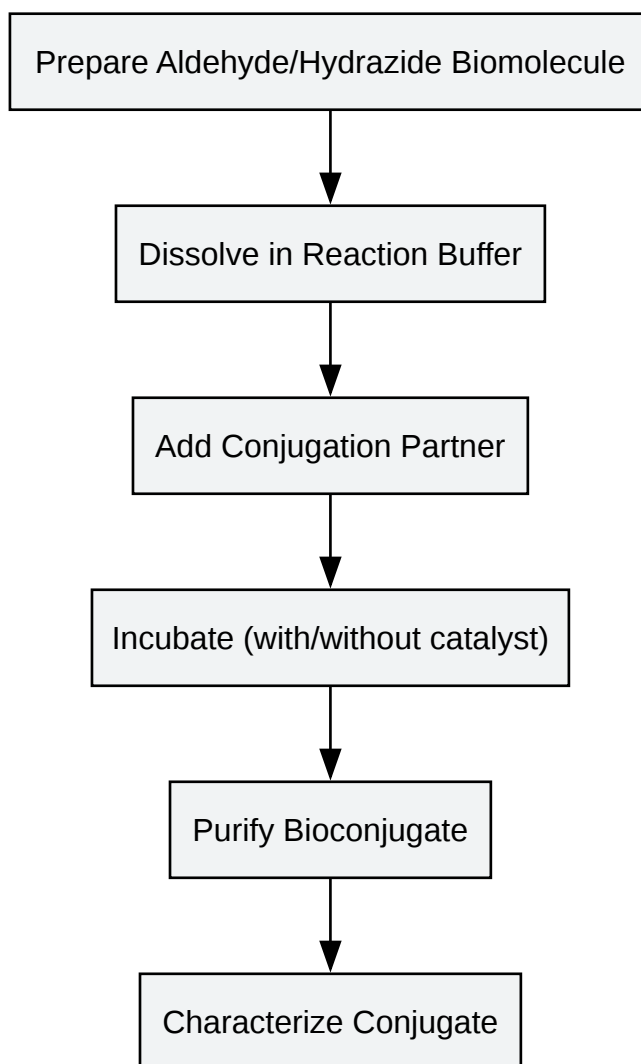 Prepare Aldehyde/Hydrazide Biomolecule
Dissolve in Reaction Buffer
Add Conjugation Partner
Incubate (with/without catalyst)
Purify Bioconjugate
Characterize Conjugate